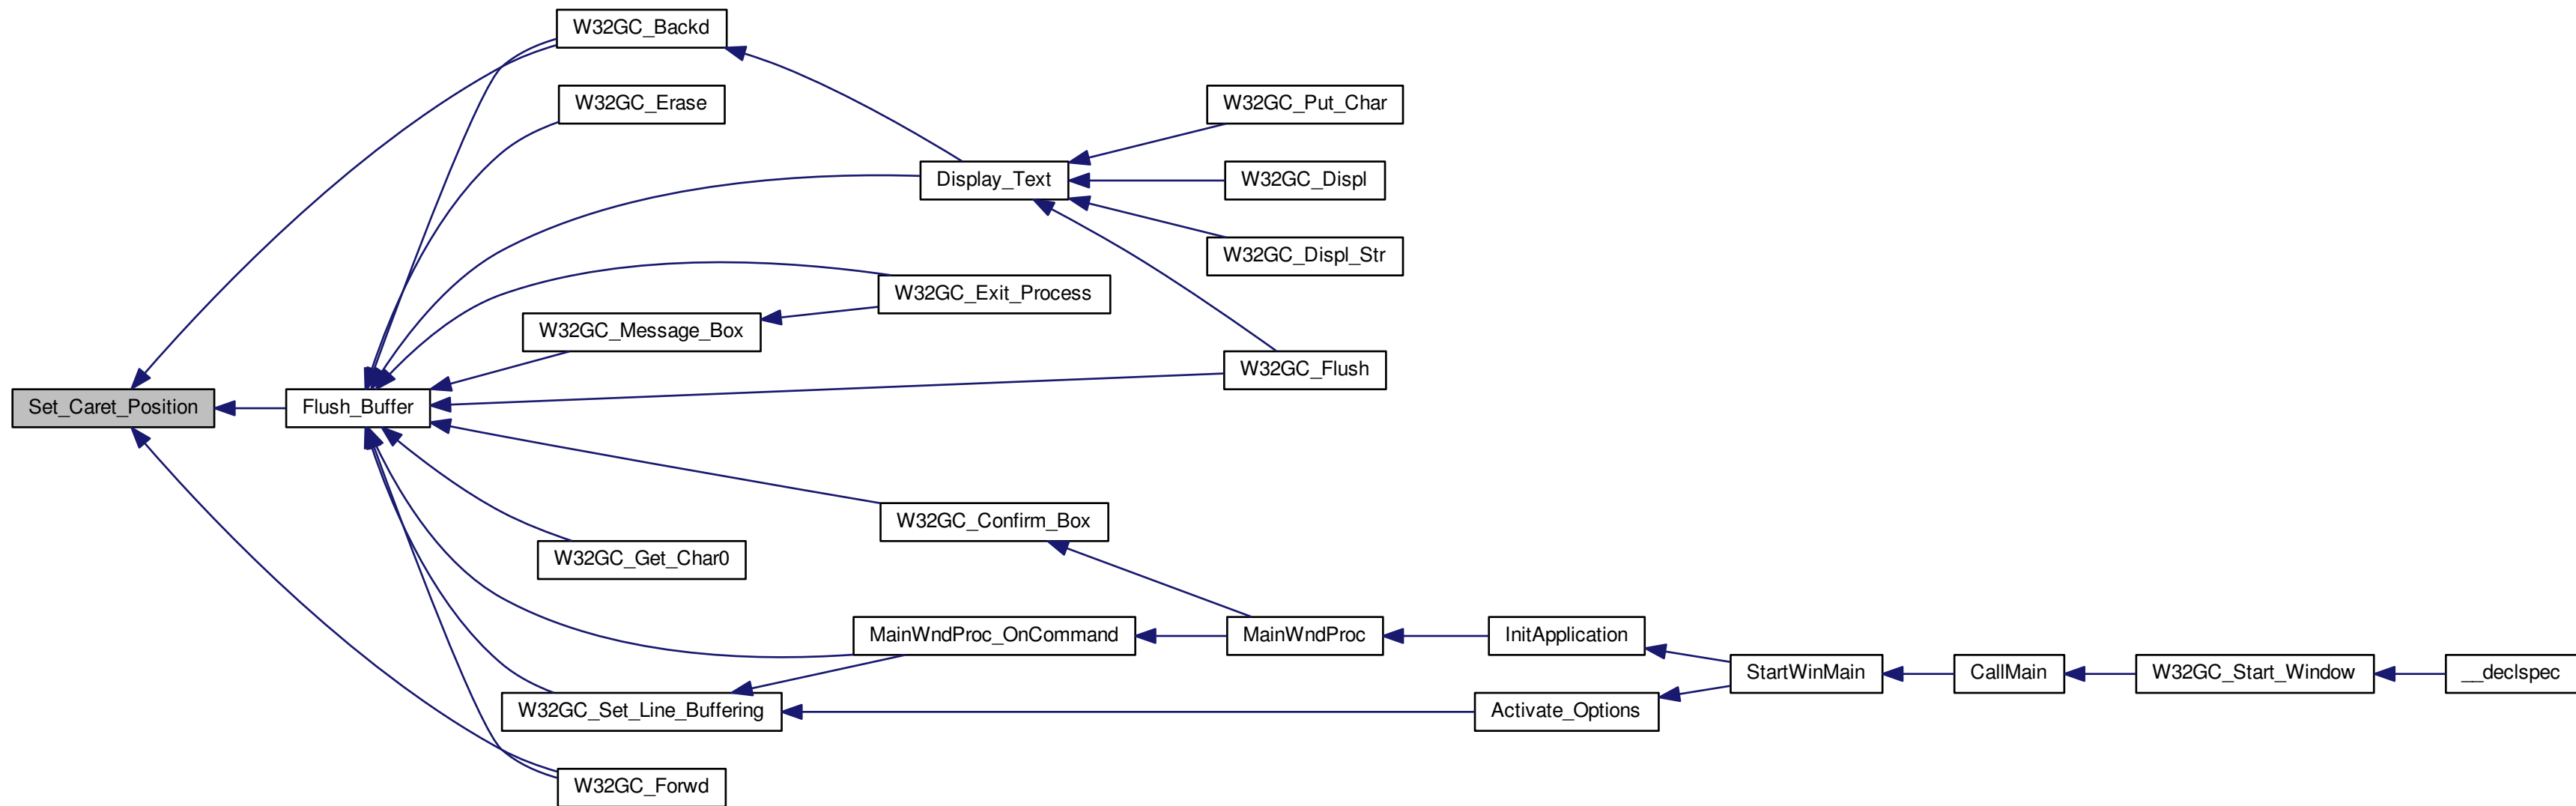 W32GC_Backd
W32GC_Erase
W32GC_Put_Char
Display_Text
W32GC_Displ
W32GC_Displ_Str
W32GC_Exit_Process
W32GC_Message_Box
W32GC_Flush
Set_Caret_Position
Flush_Buffer
W32GC_Confirm_Box
W32GC_Get_Char0
MainWndProc_OnCommand
MainWndProc
InitApplication
StartWinMain
CallMain
W32GC_Start_Window
__declspec
W32GC_Set_Line_Buffering
Activate_Options
W32GC_Forwd